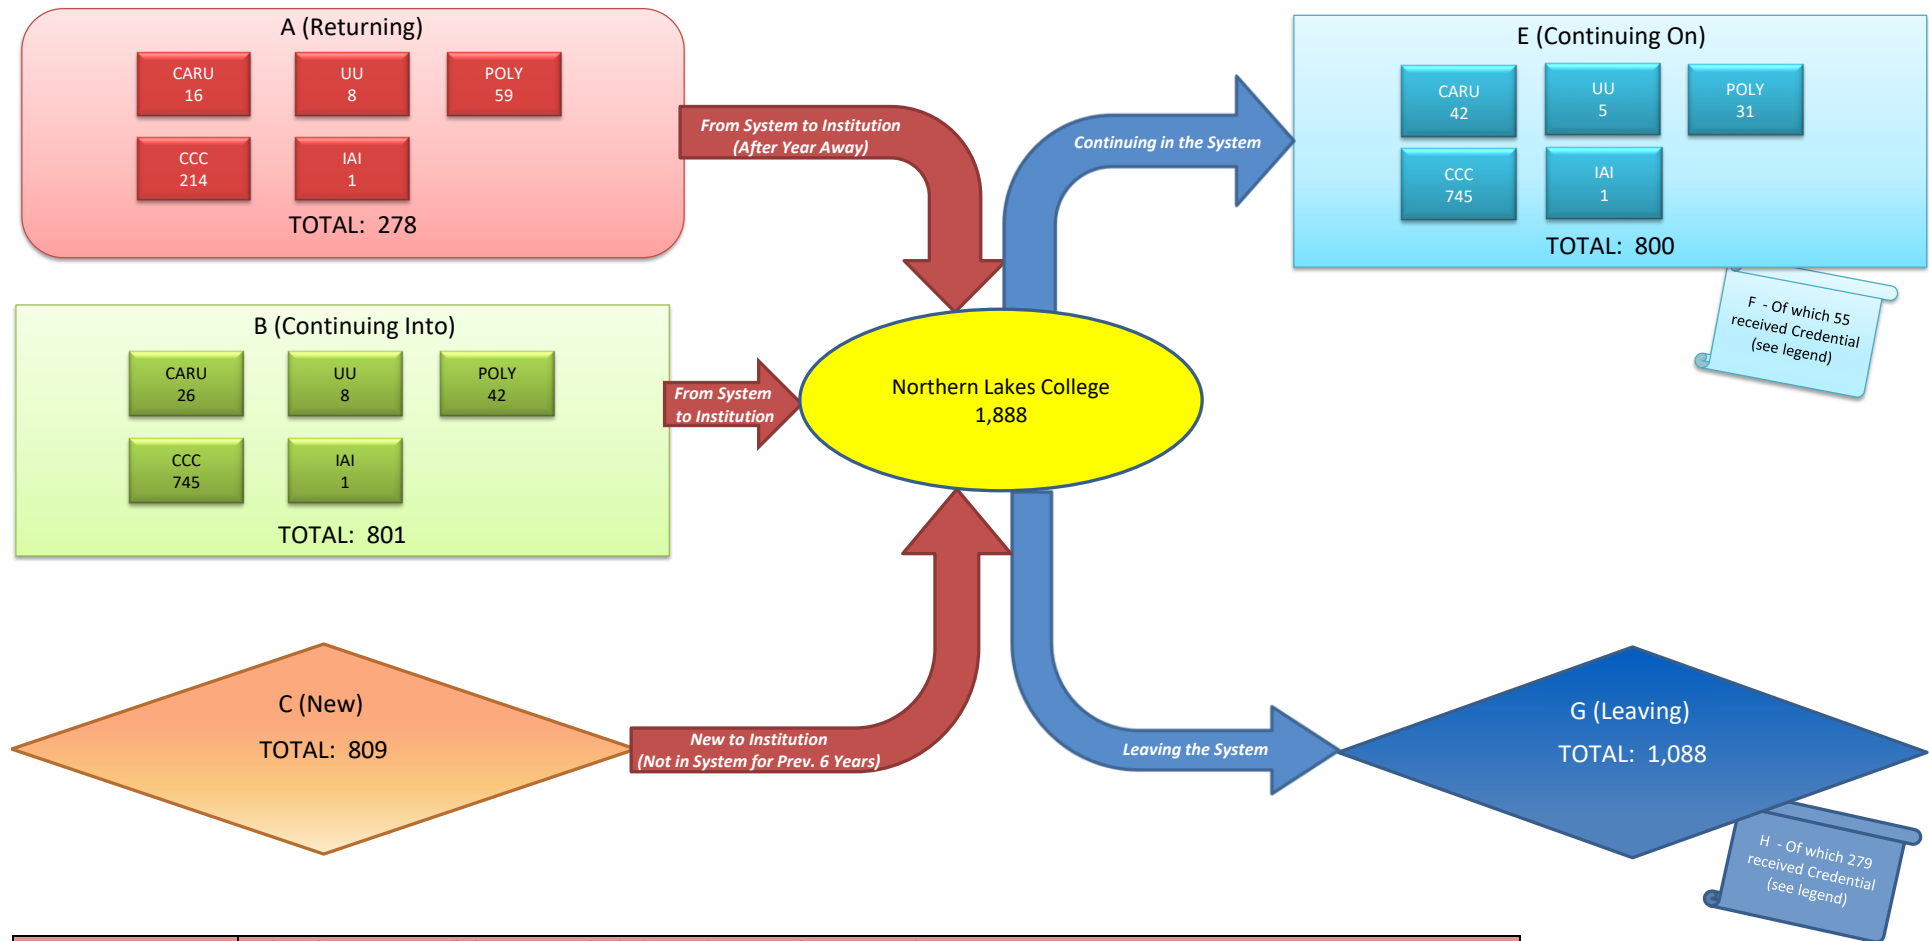 A (Returning)
CARU
16
UU
8
POLY
59
CCC
214
IAI
1
TOTAL: 278
From System to Institution
(After Year Away)
Continuing in the System
E (Continuing On)
CARU
42
UU
5
POLY
31
CCC
745
IAI
1
TOTAL: 800
F - Of which 55
received Credential
(see legend)
B (Continuing Into)
CARU
26
UU
8
POLY
42
CCC
745
IAI
1
TOTAL: 801
From System
to Institution
Northern Lakes College
1,888
C (New)
TOTAL: 809
New to Institution
(Not in System for Prev. 6 Years)
Leaving the System
G (Leaving)
TOTAL: 1,088
H - Of which 279
received Credential
(see legend)